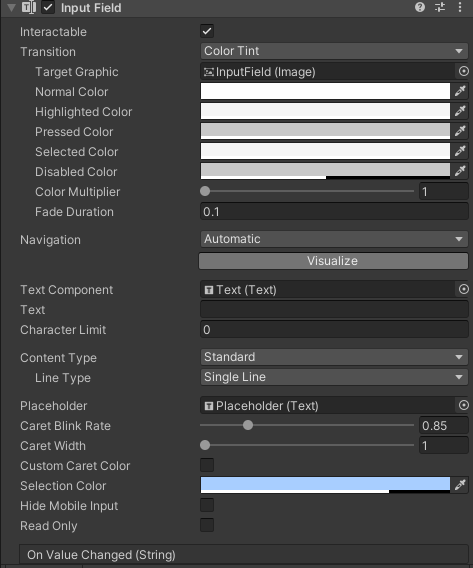 Input Field
Interactable
Transition Color Tint
Target Graphic InputField (Image)
Normal Color
Highlighted Color
Pressed Color
Selected Color
Disabled Color
Color Multiplier 1
Fade Duration 0.1
Navigation Automatic
Visualize
Text Component Text (Text)
Text
Character Limit 0
Content Type Standard
Line Type Single Line
Placeholder Placeholder (Text)
Caret Blink Rate 0.85
Caret Width 1
Custom Caret Color
Selection Color
Hide Mobile Input
Read Only
On Value Changed (String)